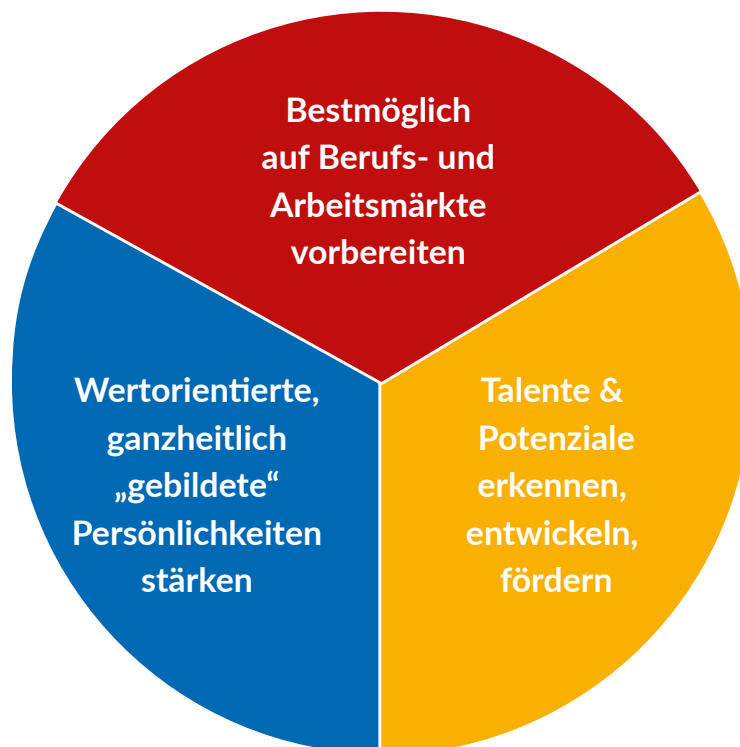 Bestmöglich
auf Berufs- und
Arbeitsmärkte
vorbereiten
Wertorientierte,
ganzheitlich
„gebildete“
Persönlichkeiten
stärken
Talente &
Potenziale
erkennen,
entwickeln,
fördern